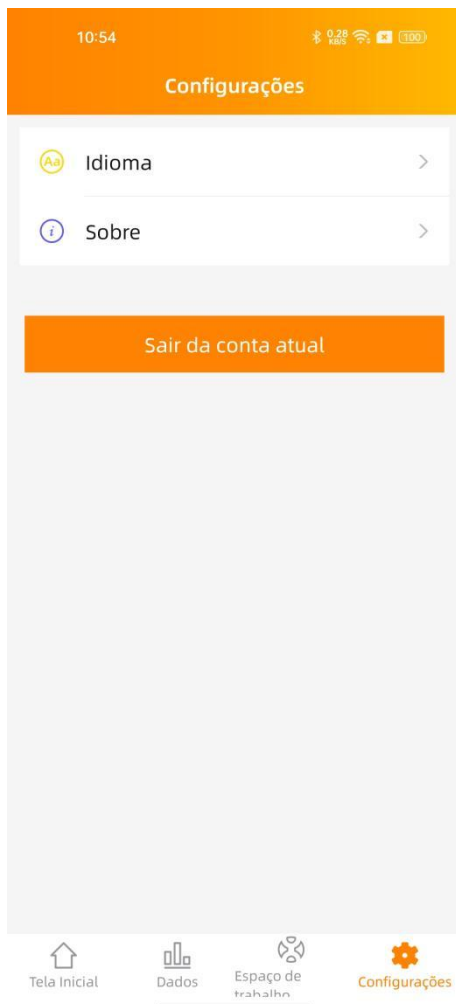 10:54
0,28
KB/S
100
Configurações
Aa
Idioma
i
Sobre
Sair da conta atual
Tela Inicial
Dados
Espaço de
trabalho
Configurações